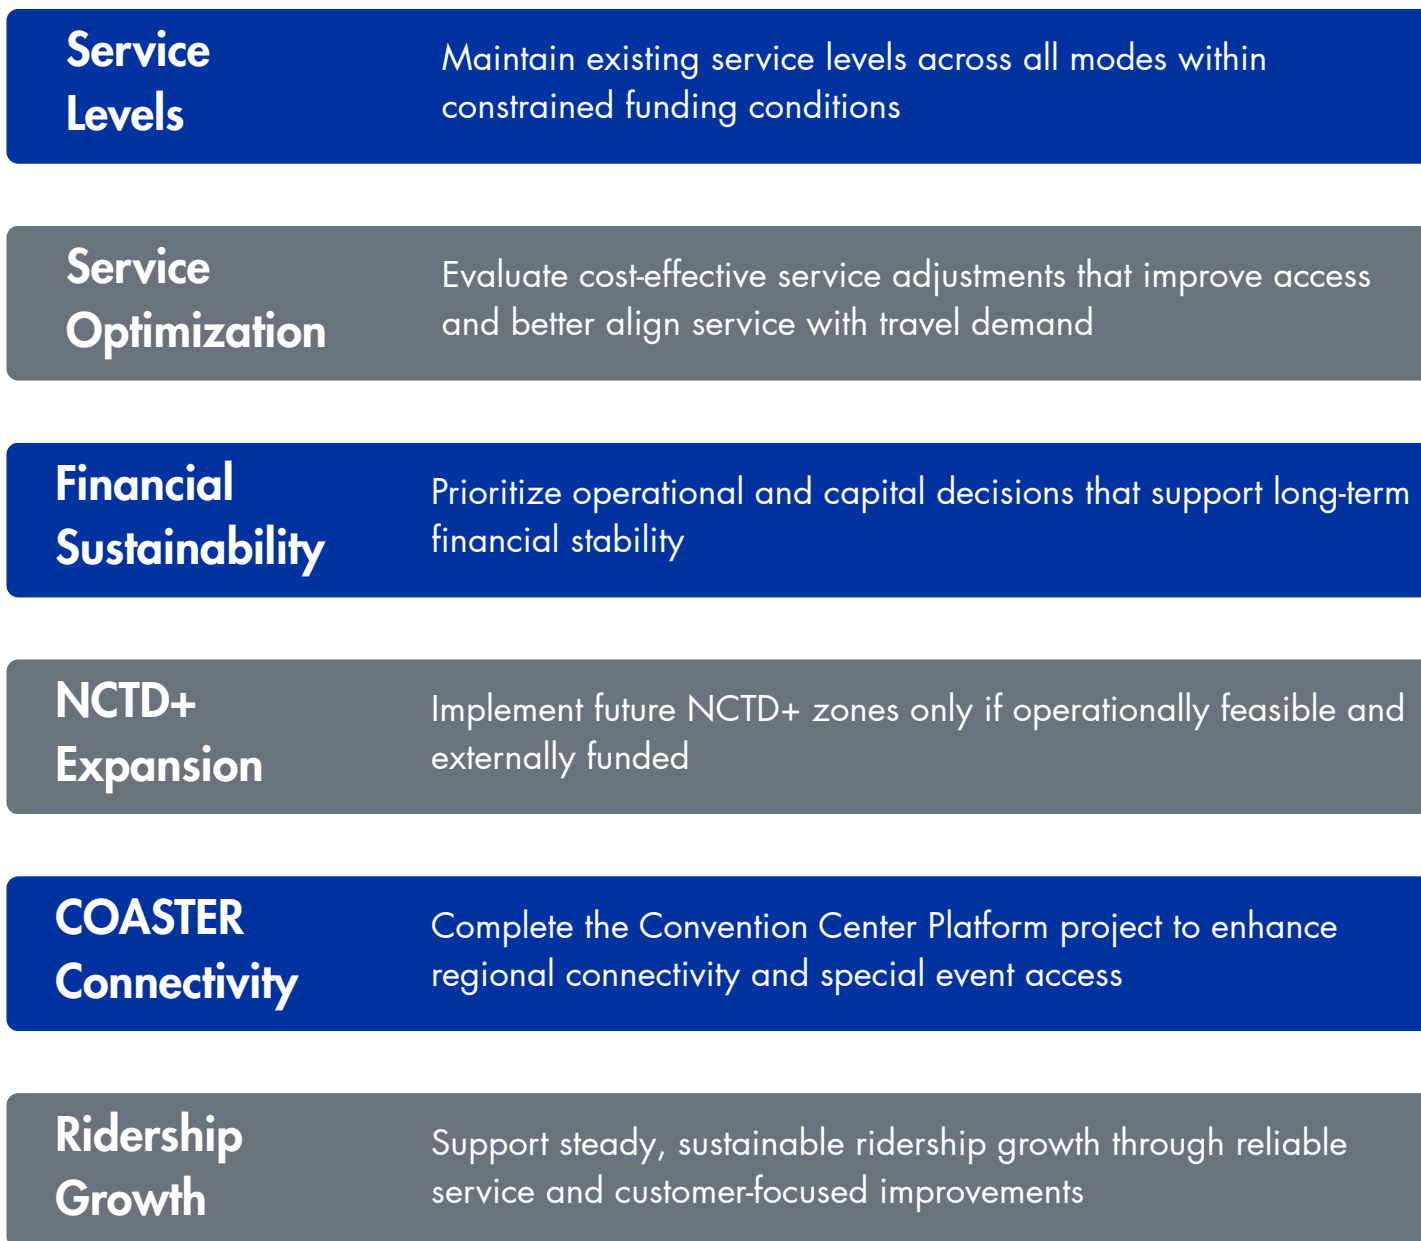 Service
Levels
Maintain existing service levels across all modes within
constrained funding conditions
Service
Optimization
Evaluate cost-effective service adjustments that improve access
and better align service with travel demand
Financial
Sustainability
Prioritize operational and capital decisions that support long-term
financial stability
NCTD+
Expansion
Implement future NCTD+ zones only if operationally feasible and
externally funded
COASTER
Connectivity
Complete the Convention Center Platform project to enhance
regional connectivity and special event access
Ridership
Growth
Support steady, sustainable ridership growth through reliable
service and customer-focused improvements